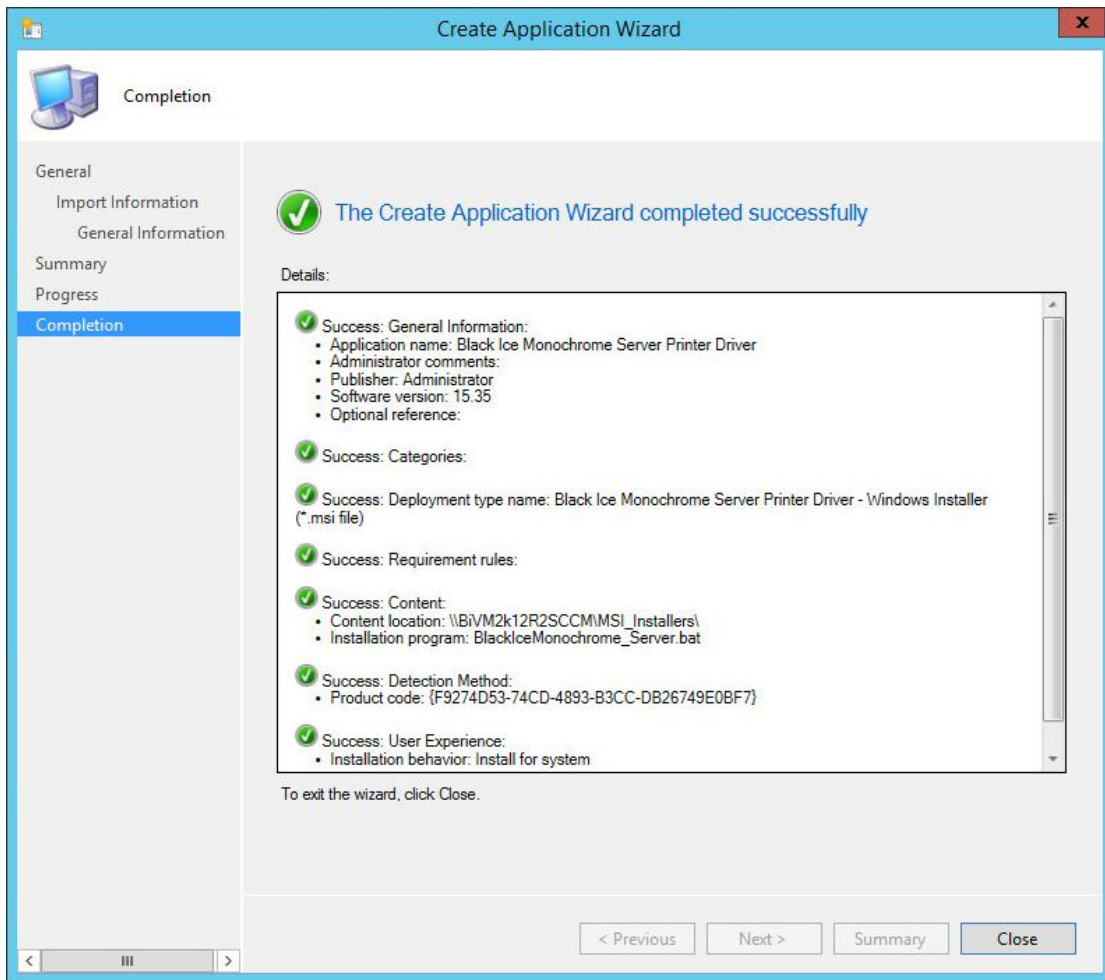 Create Application Wizard
x
Completion
General
Import Information
General Information
Summary
Progress
Completion
The Create Application Wizard completed successfully
Details:
Success: General Information:
• Application name: Black Ice Monochrome Server Printer Driver
• Administrator comments:
• Publisher: Administrator
• Software version: 15.35
• Optional reference:
Success: Categories:
Success: Deployment type name: Black Ice Monochrome Server Printer Driver - Windows Installer
(*.msi file)
Success: Requirement rules:
Success: Content:
• Content location: \\BiVM2k12R2SCCM\MSI_Installers\
• Installation program: BlackIceMonochrome_Server.bat
Success: Detection Method:
• Product code: {F9274D53-74CD-4893-B3CC-DB26749E0BF7}
Success: User Experience:
• Installation behavior: Install for system
To exit the wizard, click Close.
< Previous
Next >
Summary
Close